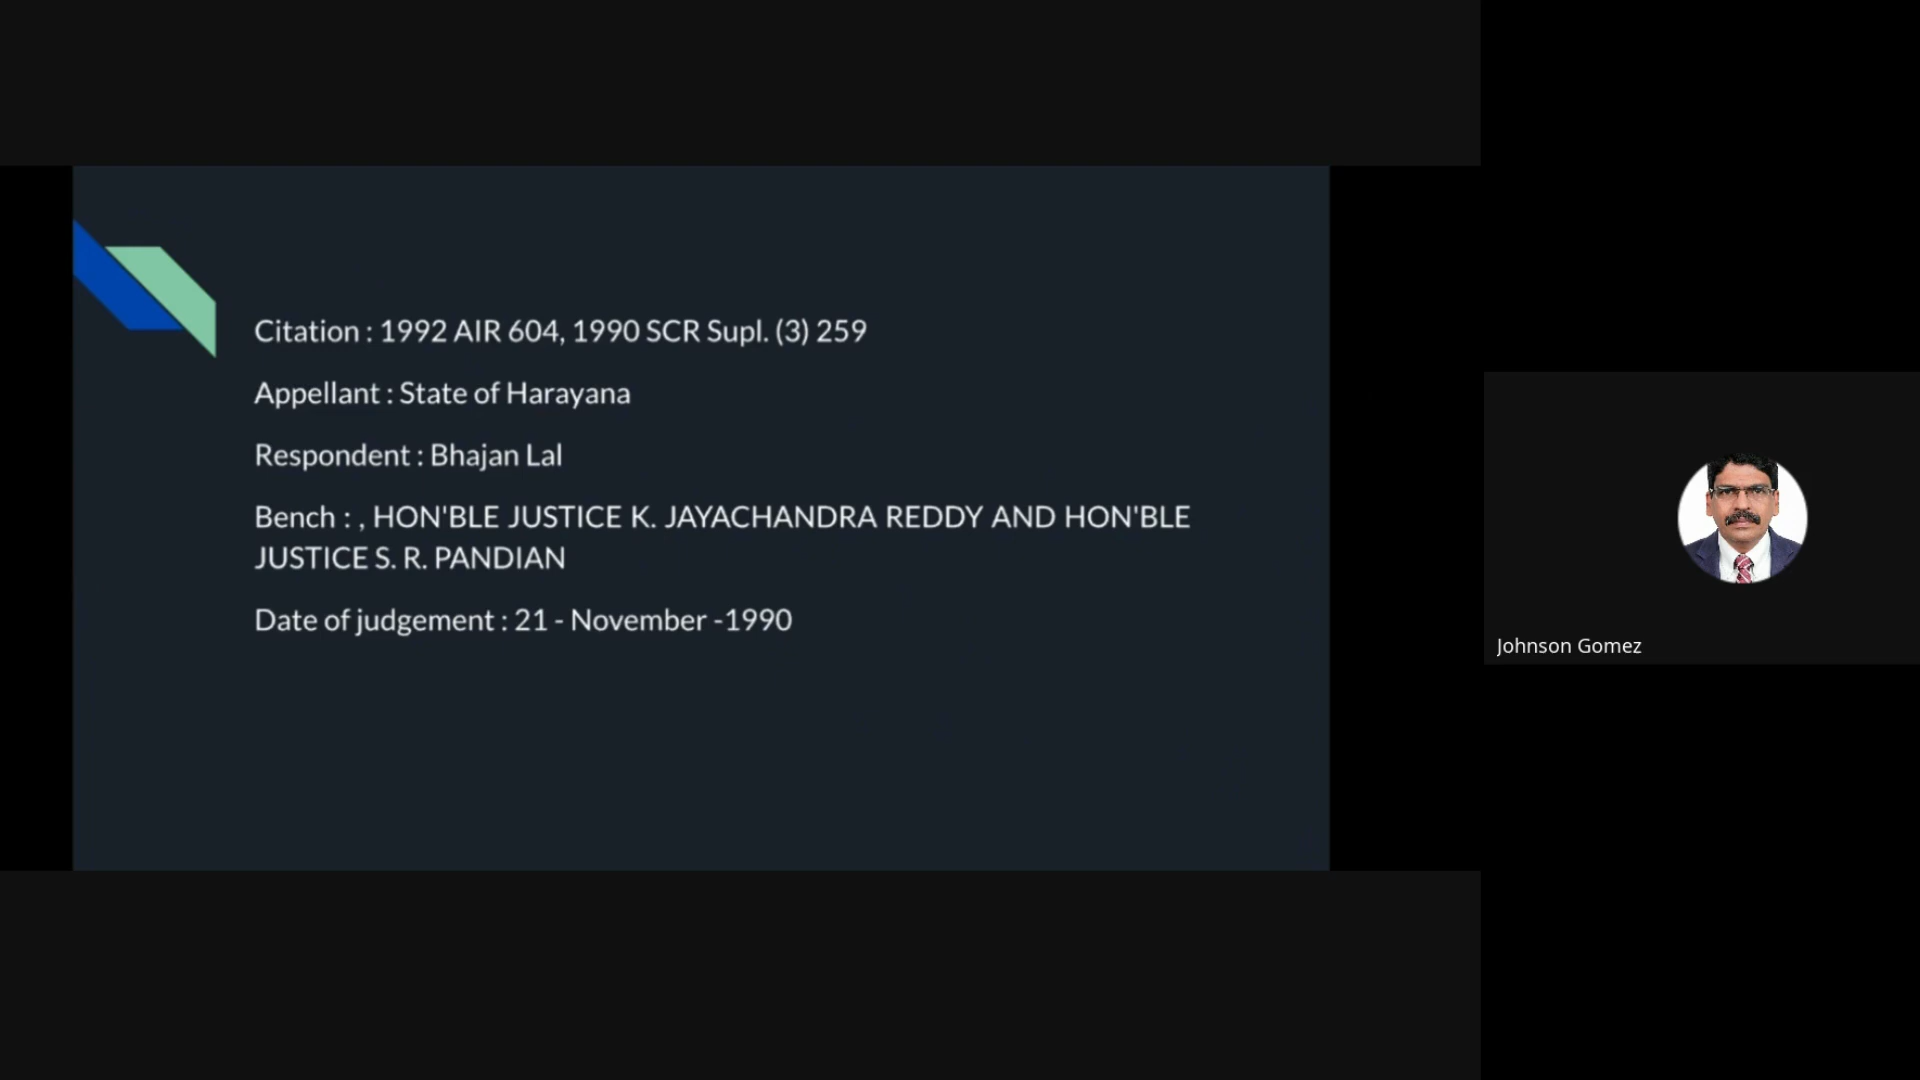 Citation : 1992 AIR 604, 1990 SCR Supl. (3) 259
Appellant : State of Harayana
Respondent : Bhajan Lal
Bench : , HON'BLE JUSTICE K. JAYACHANDRA REDDY AND HON'BLE
JUSTICE S. R. PANDIAN
Date of judgement : 21 - November -1990
Johnson Gomez